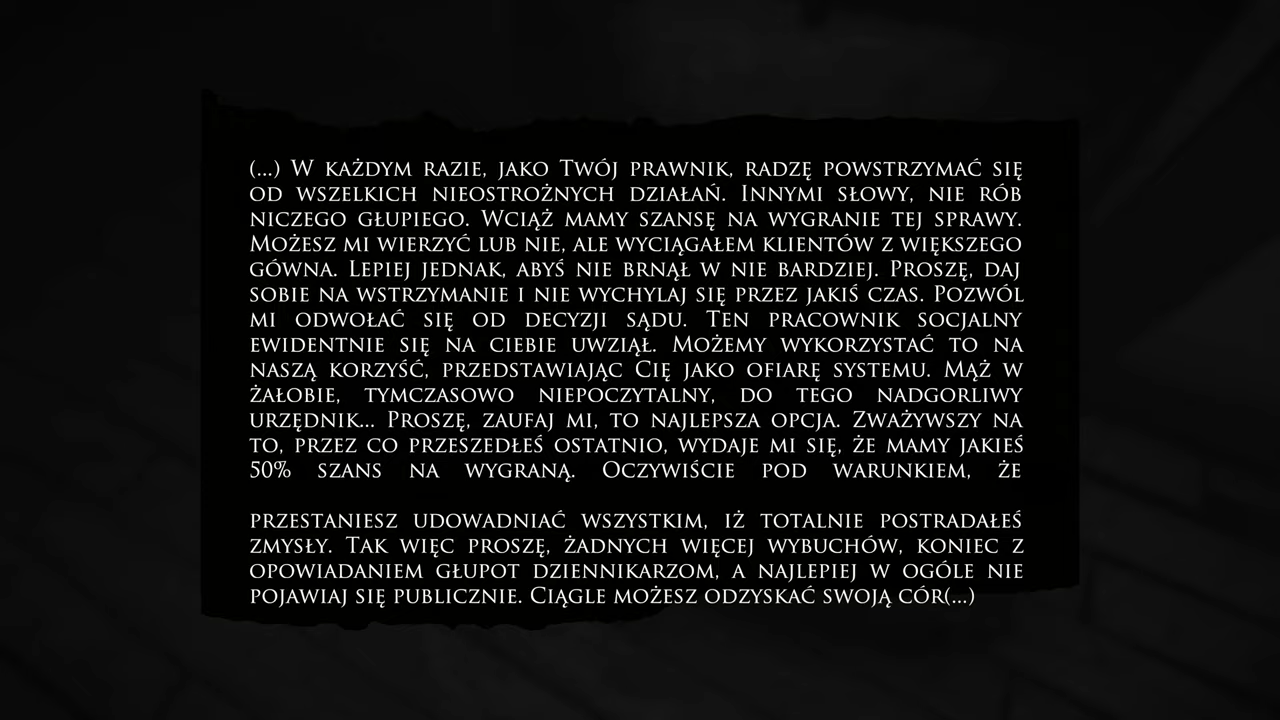 (...) W każdym razie, jako Twój prawnik, radzę powstrzymać się
od wszelkich nieostrożnych działań. Innymi słowy, nie rób
niczego głupiego. Wciąż mamy szansę na wygranie tej sprawy.
Możesz mi wierzyć lub nie, ale wyciągałem klientów z większego
gówna. Lepiej jednak, abyś nie brnął w nie bardziej. Proszę, daj
sobie na wstrzymanie i nie wychylaj się przez jakiś czas. Pozwól
mi odwołać się od decyzji sądu. Ten pracownik socjalny
ewidentnie się na ciebie uwziął. Możemy wykorzystać to na
naszą korzyść, przedstawiając Cię jako ofiarę systemu. Mąż w
żałobie, tymczasowo niepoczytalny, do tego nadgorliwy
urzędnik... Proszę, zaufaj mi, to najlepsza opcja. Zważywszy na
to, przez co przeszedłeś ostatnio, wydaje mi się, że mamy jakieś
50% szans na wygraną. Oczywiście pod warunkiem, że
przestaniesz udowadniać wszystkim, iż totalnie postradałeś
zmysły. Tak więc proszę, żadnych więcej wybuchów, koniec z
opowiadaniem głupot dziennikarzom, a najlepiej w ogóle nie
pojawiaj się publicznie. Ciągle możesz odzyskać swoją cór(...)